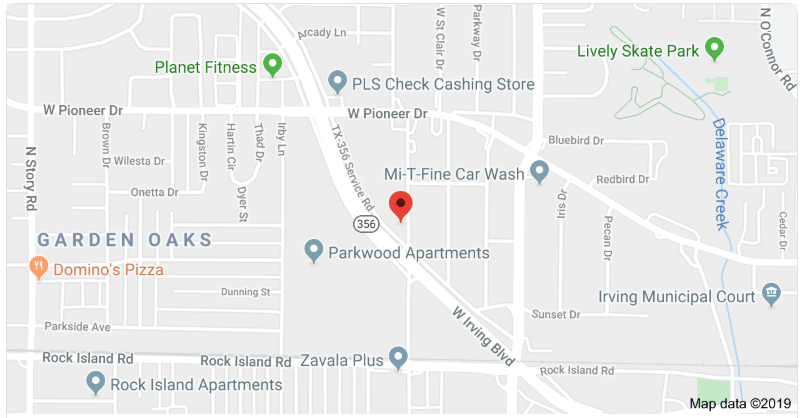 Arcady Ln
W St Clair Dr
Parkway Dr
N O'Connor Rd
Planet Fitness
Lively Skate Park
PLS Check Cashing Store
W Pioneer Dr
W Pioneer Dr
N Story Rd
Brown Dr
Kingston Dr
Hartin Cir
Thad Dr
Irby Ln
TX-356 Service Rd
Bluebird Dr
Delaware Creek
Wilesta Dr
Mi-T-Fine Car Wash
Redbird Dr
Onetta Dr
Dyer St
Irisl Dr
Pecan Dr
Cedar Dr
356
GARDEN OAKS
Parkwood Apartments
Domino's Pizza
Dunning St
Irving Municipal Court
Parkside Ave
W Irving Blvd
Sunset Dr
Rock Island Rd
Rock Island Rd
Zavala Plus
Rock Island Rd
Rock Island Apartments
Map data ©2019